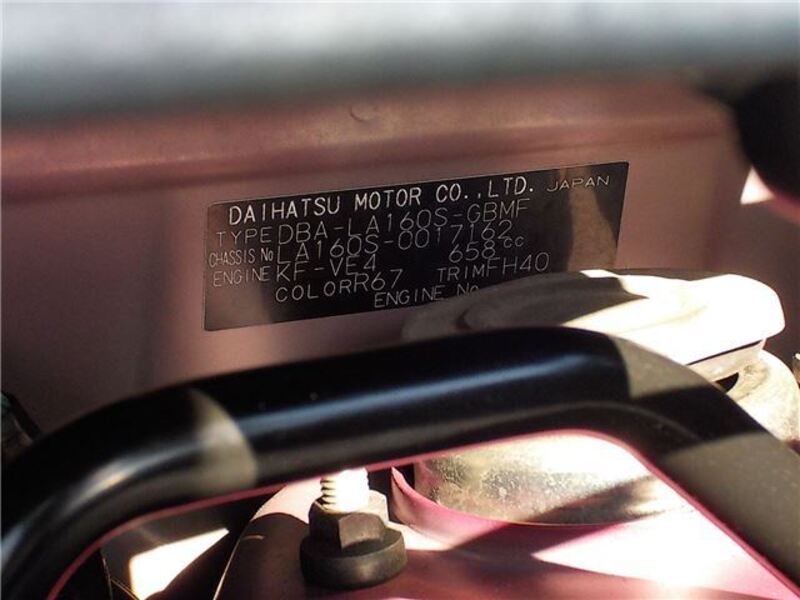 DAIHATSU MOTOR CO.,LTD. JAPAN
TYPE DBA-LA160S-GBMF
CHASSIS No LA160S-0017162
ENGINE KF-VE4 658cc
COLOR R67 TRIM FH40
ENGINE No